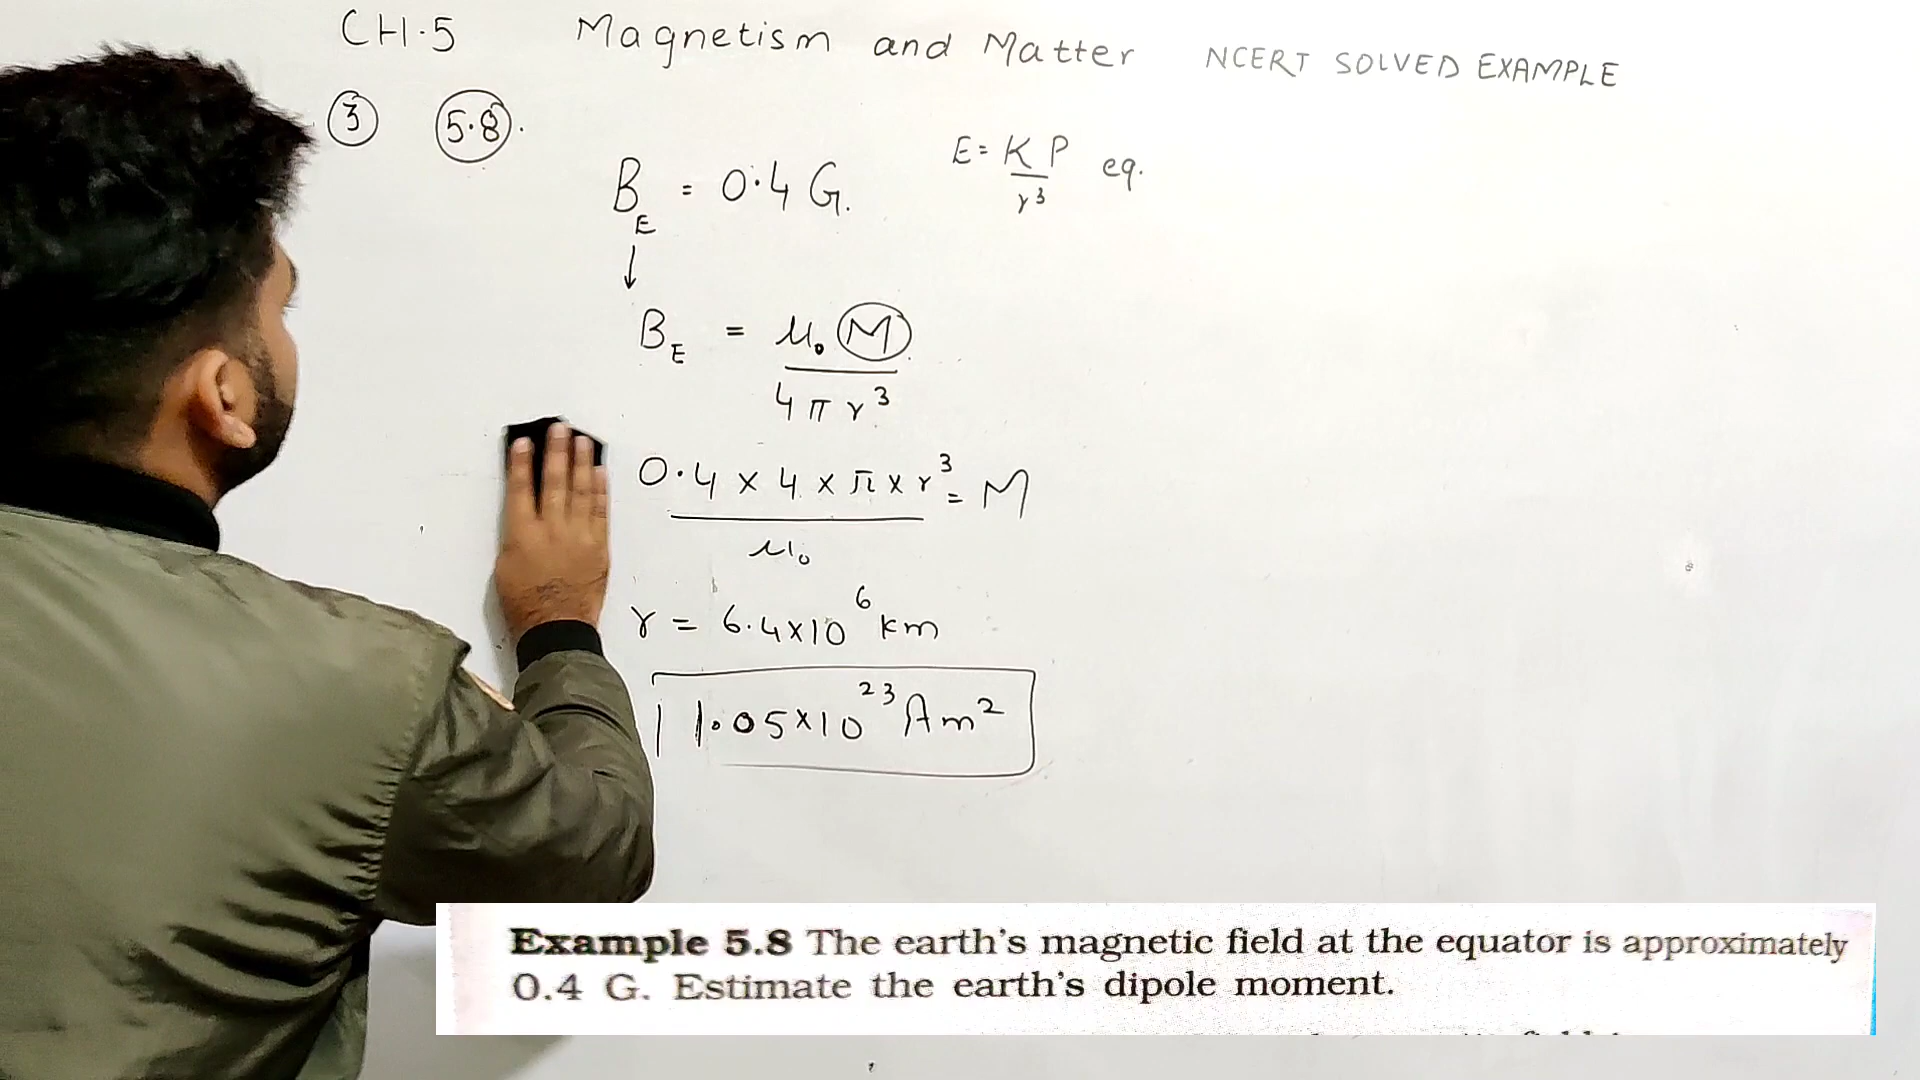 CH.5 Magnetism and Matter NCERT SOLVED EXAMPLE
③ 5.8.
B_E = 0.4 G.
E = KP/r³ eq.
↓
B_E = μ₀ M / 4πr³
0.4 × 4 × π × r³ / μ₀ = M
r = 6.4×10⁶ km
1.05×10²³ Am²
Example 5.8 The earth's magnetic field at the equator is approximately
0.4 G. Estimate the earth's dipole moment.